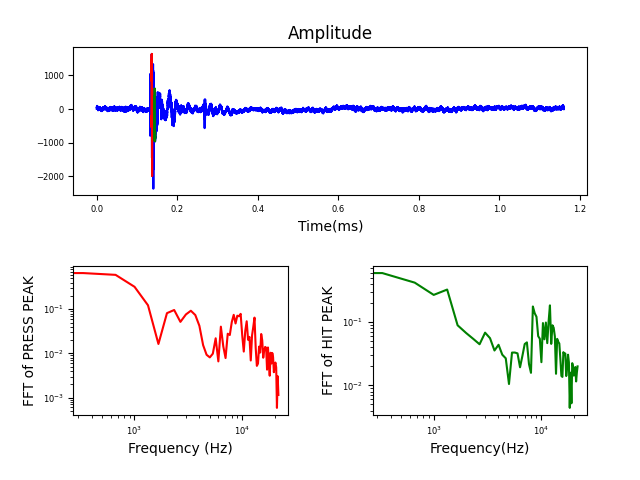 Amplitude
1000
0
−1000
−2000
0.0 0.2 0.4 0.6 0.8 1.0 1.2
Time(ms)
FFT of PRESS PEAK
10⁻¹
10⁻²
10⁻³
10³ 10⁴
Frequency (Hz)
FFT of HIT PEAK
10⁻¹
10⁻²
10³ 10⁴
Frequency(Hz)